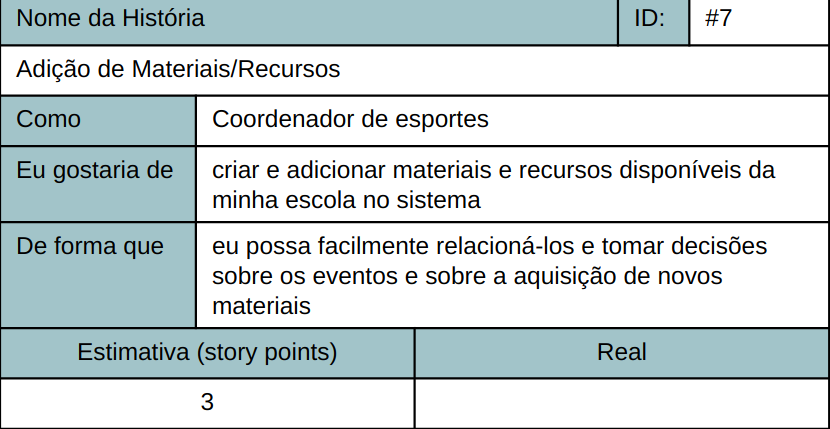 Nome da História ID: #7
Adição de Materiais/Recursos
Como Coordenador de esportes
Eu gostaria de criar e adicionar materiais e recursos disponíveis da
minha escola no sistema
De forma que eu possa facilmente relacioná-los e tomar decisões
sobre os eventos e sobre a aquisição de novos
materiais
Estimativa (story points) Real
3